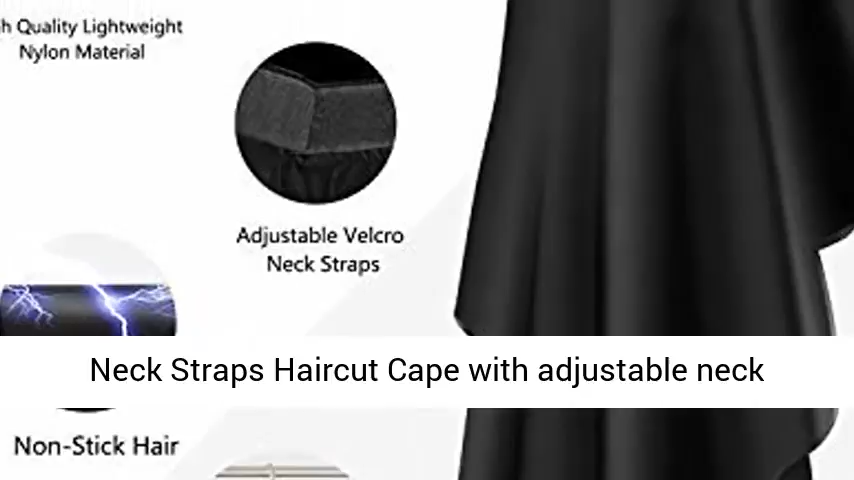 h Quality Lightweight
Nylon Material
Adjustable Velcro
Neck Straps
Neck Straps Haircut Cape with adjustable neck
Non-Stick Hair